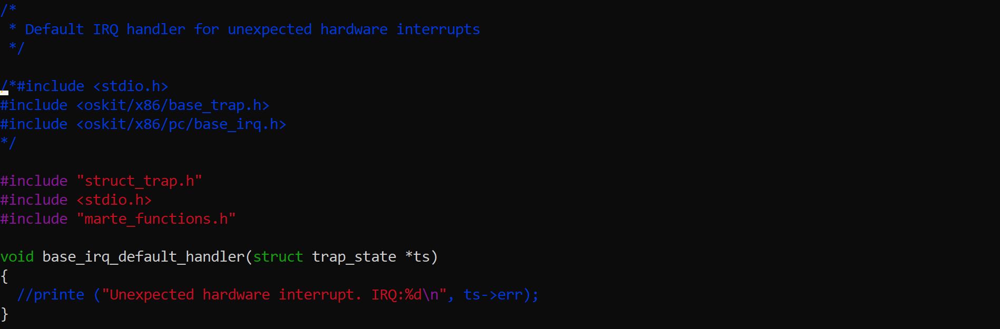 /*
 * Default IRQ handler for unexpected hardware interrupts
 */

/*#include <stdio.h>
#include <oskit/x86/base_trap.h>
#include <oskit/x86/pc/base_irq.h>
*/

#include "struct_trap.h"
#include <stdio.h>
#include "marte_functions.h"

void base_irq_default_handler(struct trap_state *ts)
{
  //printe ("Unexpected hardware interrupt. IRQ:%d\n", ts->err);
}